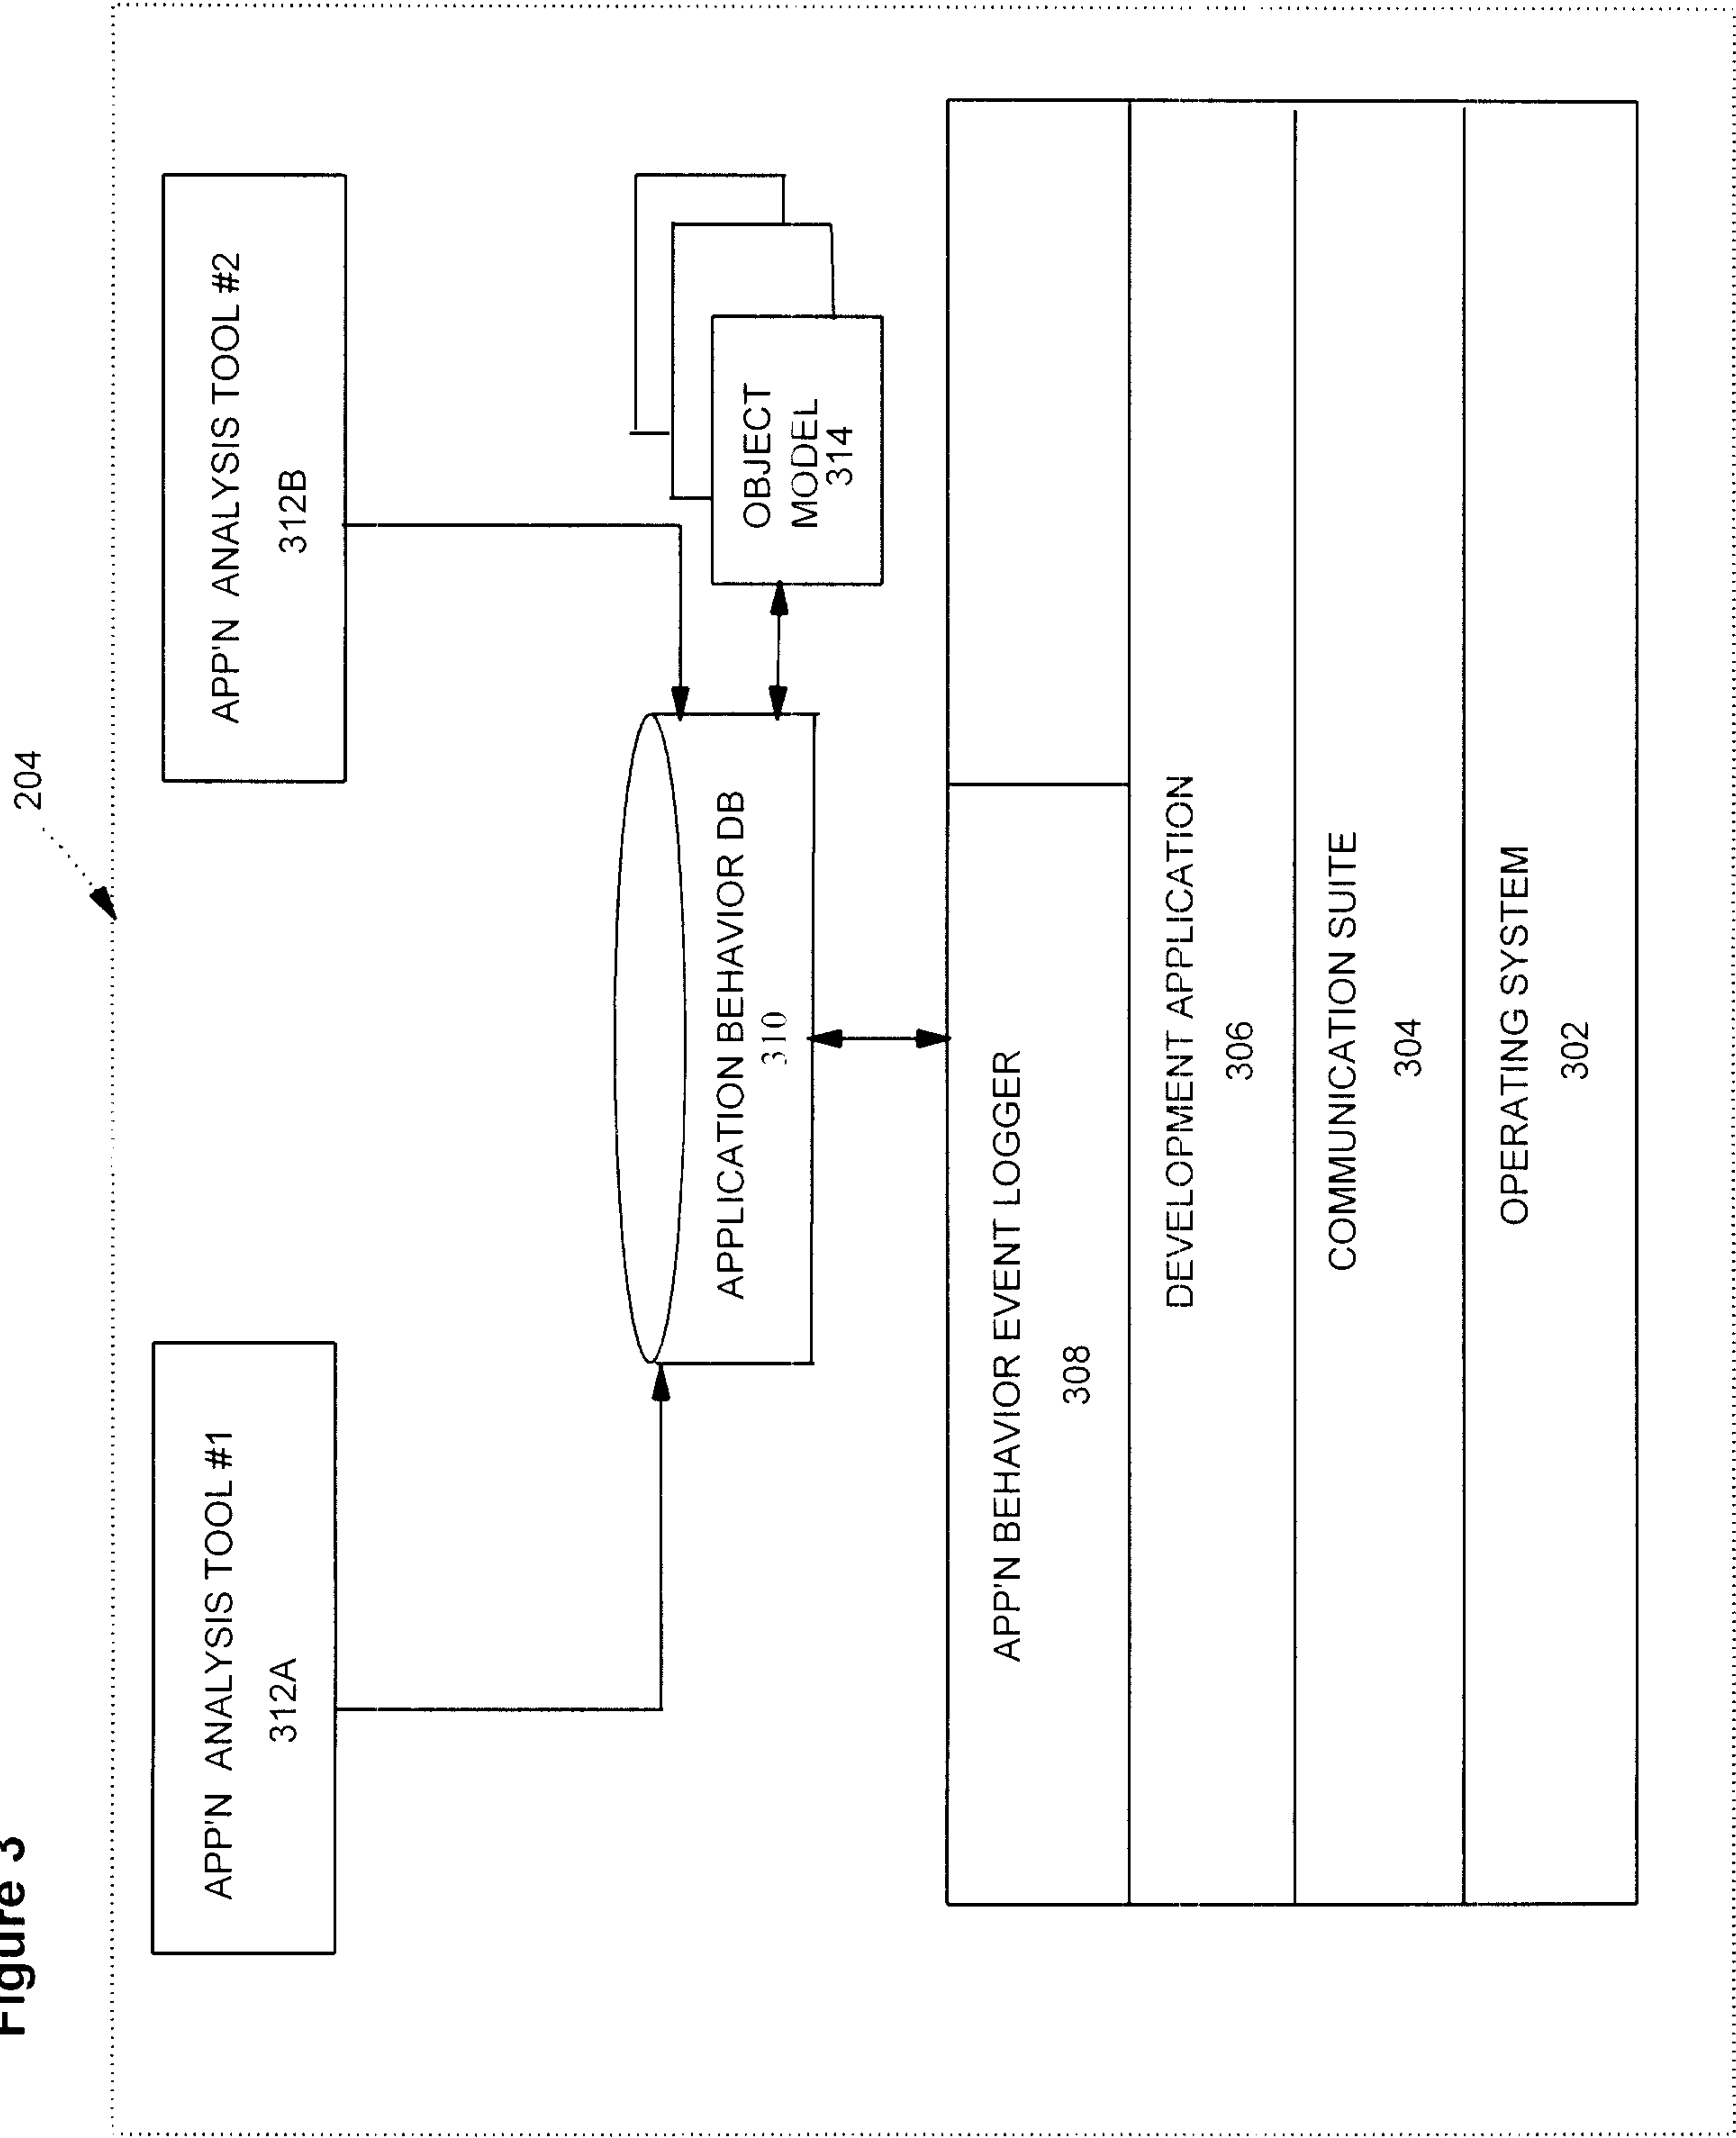 Figure 3
204
APP'N ANALYSIS TOOL #1
312A
APP'N ANALYSIS TOOL #2
312B
APPLICATION BEHAVIOR DB
310
OBJECT
MODEL
314
APP'N BEHAVIOR EVENT LOGGER
308
DEVELOPMENT APPLICATION
306
COMMUNICATION SUITE
304
OPERATING SYSTEM
302